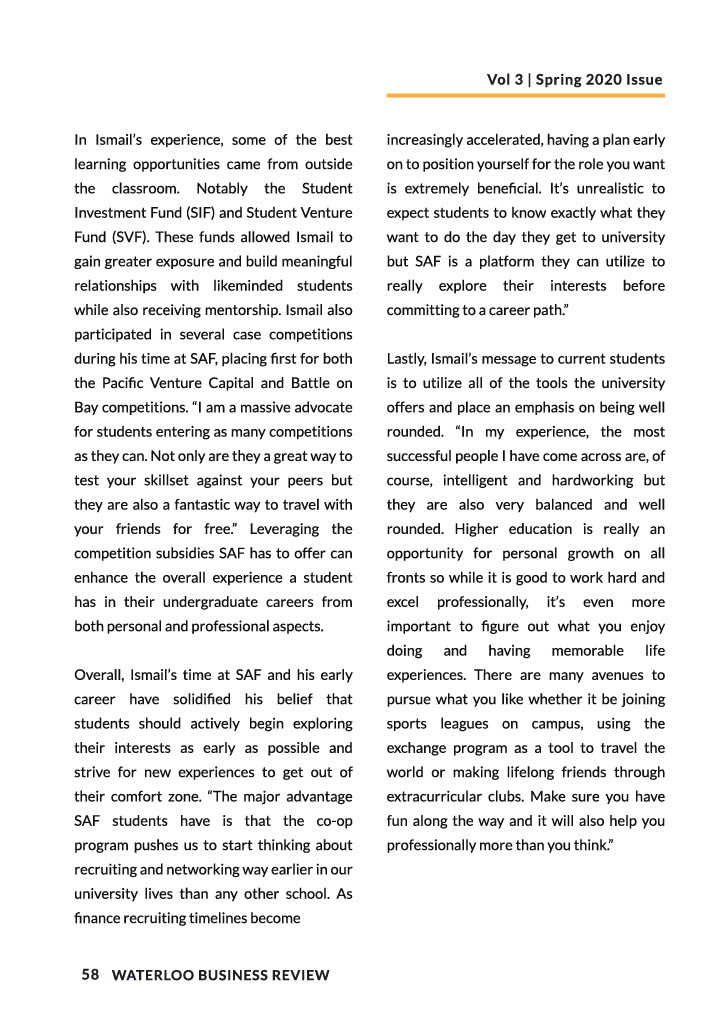 Vol 3 | Spring 2020 Issue
In Ismail’s experience, some of the best
learning opportunities came from outside
the classroom. Notably the Student
Investment Fund (SIF) and Student Venture
Fund (SVF). These funds allowed Ismail to
gain greater exposure and build meaningful
relationships with likeminded students
while also receiving mentorship. Ismail also
participated in several case competitions
during his time at SAF, placing first for both
the Pacific Venture Capital and Battle on
Bay competitions. “I am a massive advocate
for students entering as many competitions
as they can. Not only are they a great way to
test your skillset against your peers but
they are also a fantastic way to travel with
your friends for free.” Leveraging the
competition subsidies SAF has to offer can
enhance the overall experience a student
has in their undergraduate careers from
both personal and professional aspects.
Overall, Ismail’s time at SAF and his early
career have solidified his belief that
students should actively begin exploring
their interests as early as possible and
strive for new experiences to get out of
their comfort zone. “The major advantage
SAF students have is that the co-op
program pushes us to start thinking about
recruiting and networking way earlier in our
university lives than any other school. As
finance recruiting timelines become
increasingly accelerated, having a plan early
on to position yourself for the role you want
is extremely beneficial. It’s unrealistic to
expect students to know exactly what they
want to do the day they get to university
but SAF is a platform they can utilize to
really explore their interests before
committing to a career path.”
Lastly, Ismail’s message to current students
is to utilize all of the tools the university
offers and place an emphasis on being well
rounded. “In my experience, the most
successful people I have come across are, of
course, intelligent and hardworking but
they are also very balanced and well
rounded. Higher education is really an
opportunity for personal growth on all
fronts so while it is good to work hard and
excel professionally, it’s even more
important to figure out what you enjoy
doing and having memorable life
experiences. There are many avenues to
pursue what you like whether it be joining
sports leagues on campus, using the
exchange program as a tool to travel the
world or making lifelong friends through
extracurricular clubs. Make sure you have
fun along the way and it will also help you
professionally more than you think.”
58 WATERLOO BUSINESS REVIEW